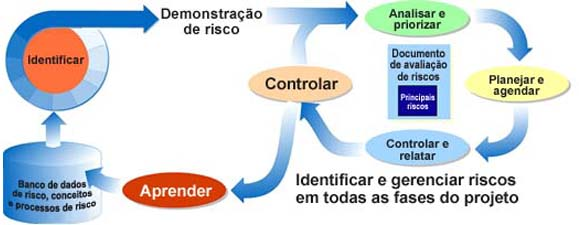 Identificar
Demonstração
de risco
Analisar e
priorizar
Documento
de avaliação
de riscos
Principais
riscos
Planejar e
agendar
Controlar
Controlar e
relatar
Aprender
Banco de dados
de risco, conceitos
e processos de risco
Identificar e gerenciar riscos
em todas as fases do projeto